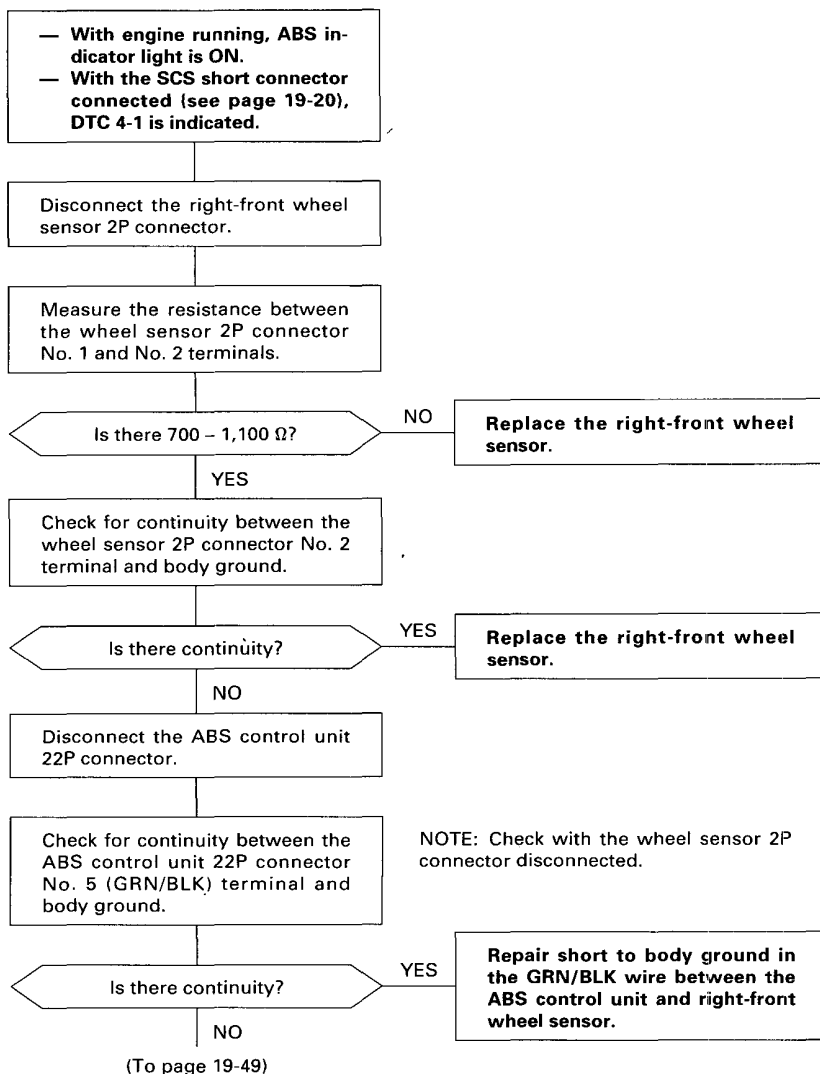 — With engine running, ABS in-
dicator light is ON.
— With the SCS short connector
connected (see page 19-20),
DTC 4-1 is indicated.
Disconnect the right-front wheel
sensor 2P connector.
Measure the resistance between
the wheel sensor 2P connector
No. 1 and No. 2 terminals.
Is there 700 – 1,100 Ω?
NO
Replace the right-front wheel
sensor.
YES
Check for continuity between the
wheel sensor 2P connector No. 2
terminal and body ground.
Is there continuity?
YES
Replace the right-front wheel
sensor.
NO
Disconnect the ABS control unit
22P connector.
Check for continuity between the
ABS control unit 22P connector
No. 5 (GRN/BLK) terminal and
body ground.
NOTE: Check with the wheel sensor 2P
connector disconnected.
Is there continuity?
YES
Repair short to body ground in
the GRN/BLK wire between the
ABS control unit and right-front
wheel sensor.
NO
(To page 19-49)